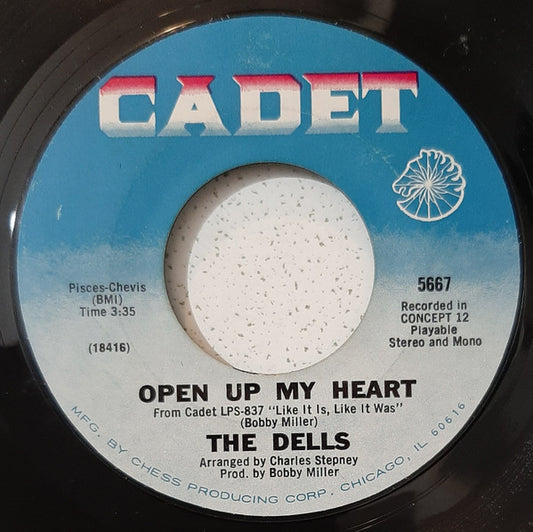 CADET
Pisces-Chevis
(BMI)
Time 3:35
(18416)
5667
Recorded in
CONCEPT 12
Playable
Stereo and Mono
OPEN UP MY HEART
From Cadet LPS-837 "Like It Is, Like It Was"
(Bobby Miller)
THE DELLS
Arranged by Charles Stepney
Prod. by Bobby Miller
MFG. BY CHESS PRODUCING CORP. CHICAGO, IL 60616